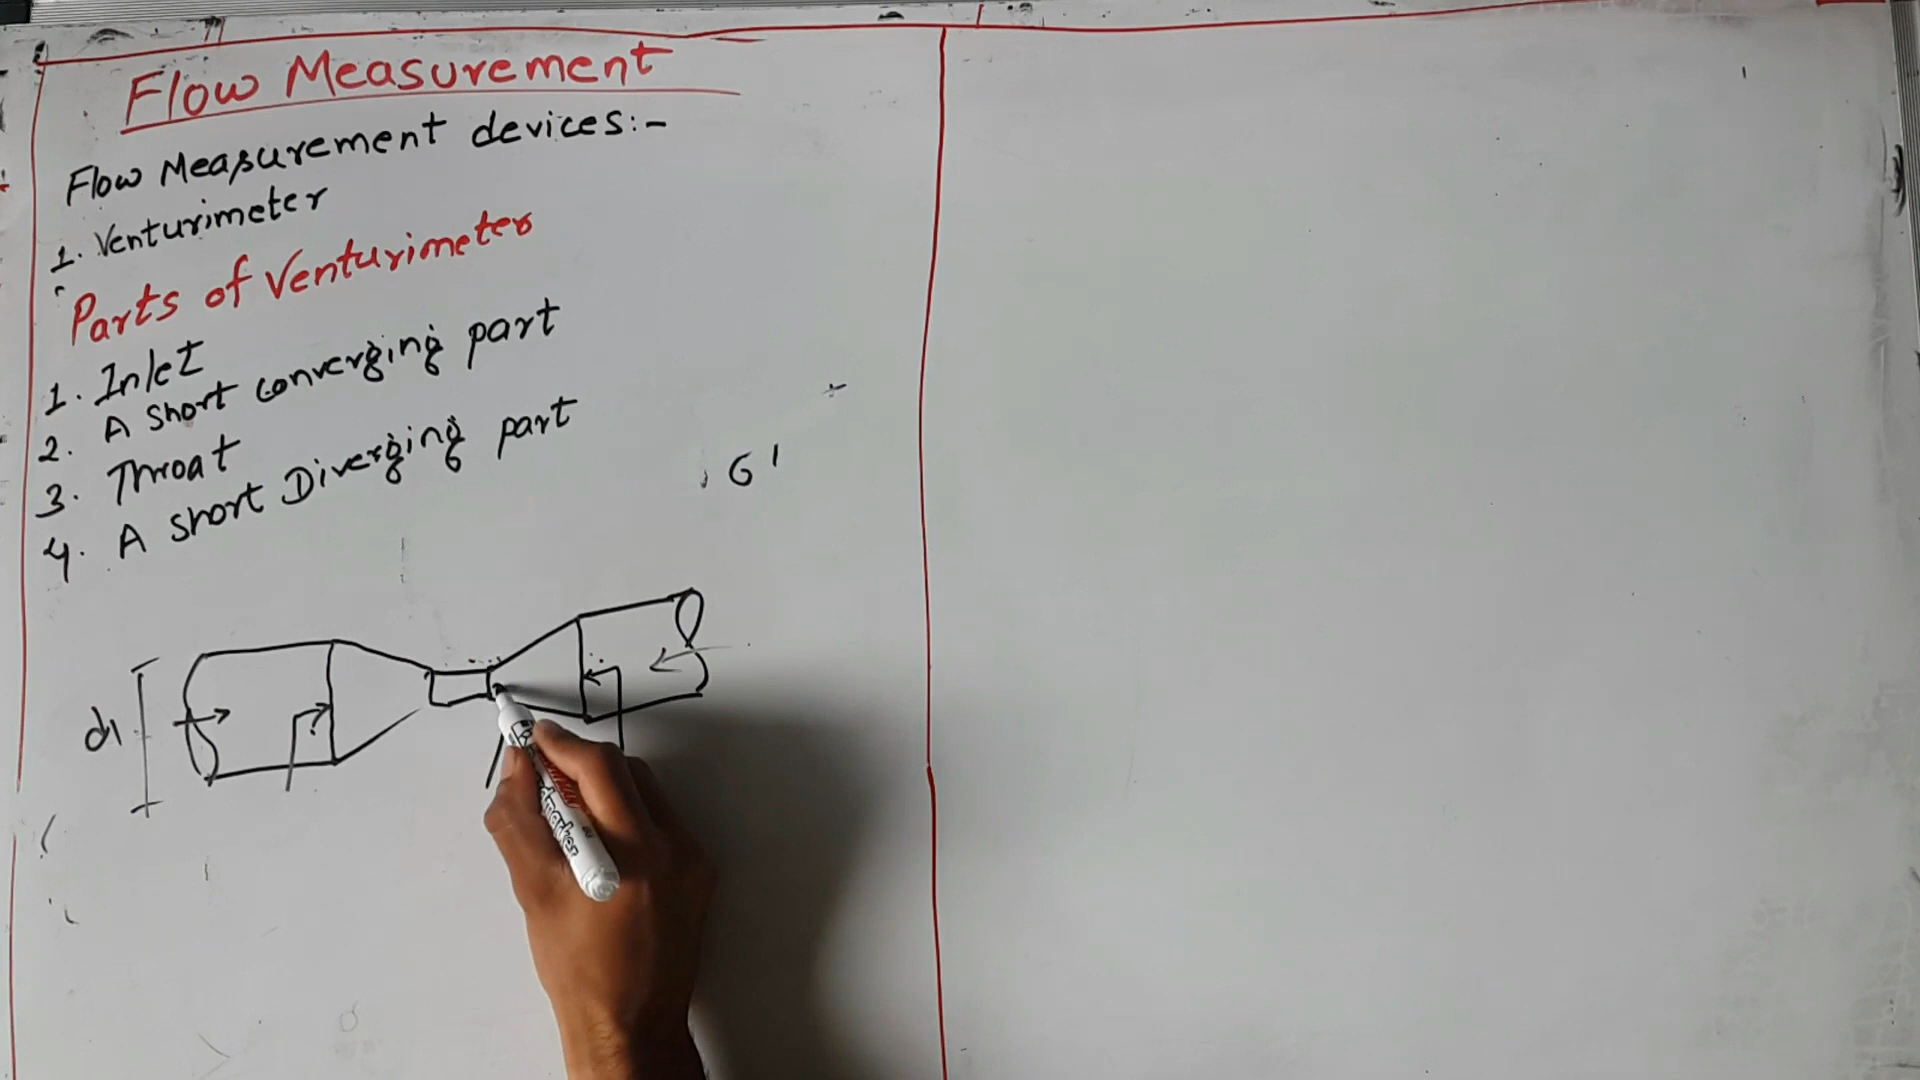 Flow Measurement
Flow Measurement devices:-
1. Venturimeter
Parts of Venturimeter
1. Inlet
2. A short converging part
3. Throat
4. A short Diverging part
d1